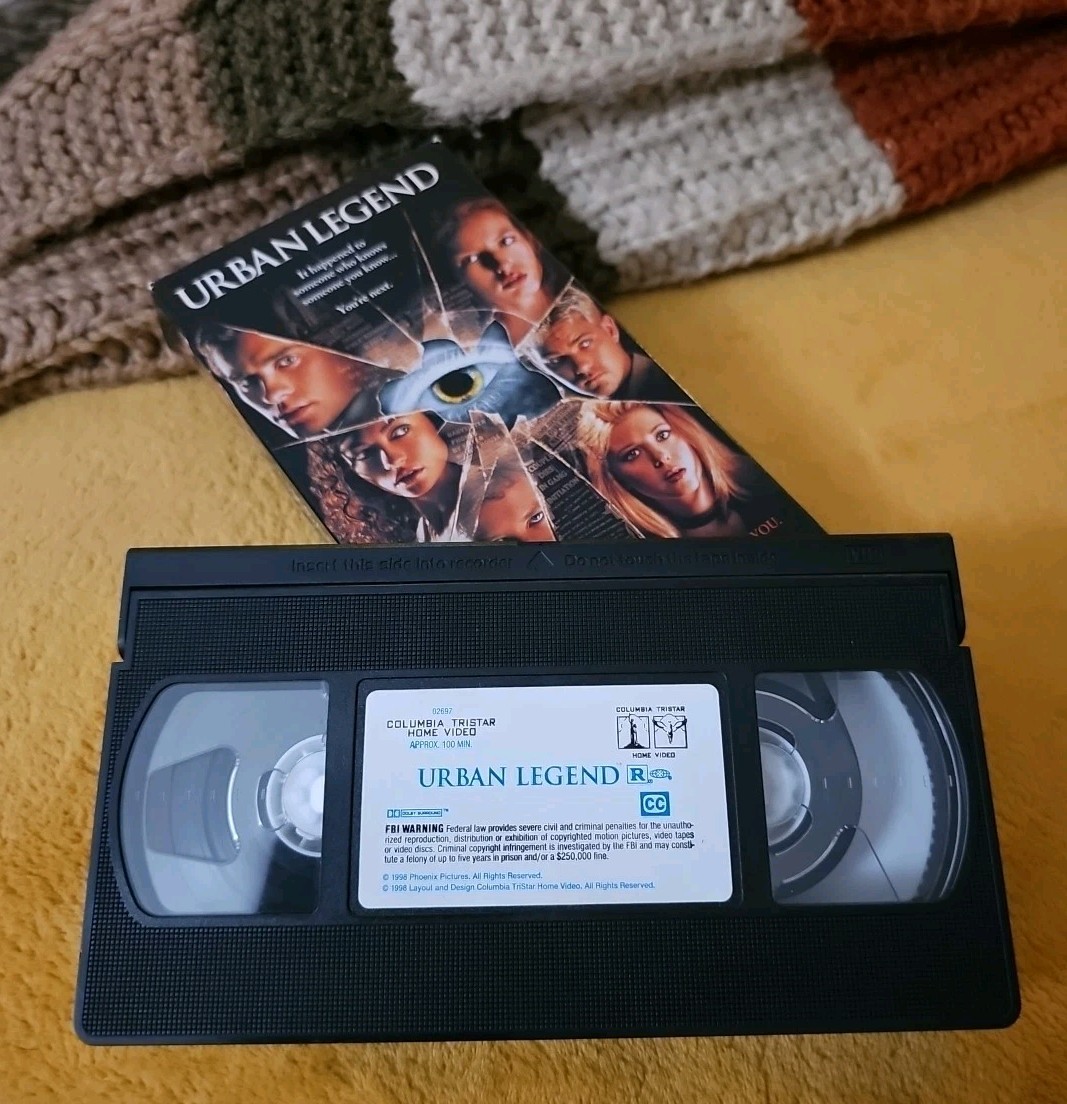 URBAN LEGEND
It happened to
someone who knows
someone you know...
You're next.
YOU.
Insert this side into recorder
Do not touch the tape inside
02697
COLUMBIA TRISTAR
HOME VIDEO
APPROX. 100 MIN.
COLUMBIA TRISTAR
HOME VIDEO
URBAN LEGEND™ R
CC
DOLBY SURROUND™
FBI WARNING Federal law provides severe civil and criminal penalties for the unautho-
rized reproduction, distribution or exhibition of copyrighted motion pictures, video tapes
or video discs. Criminal copyright infringement is investigated by the FBI and may consti-
tute a felony of up to five years in prison and/or a $250,000 fine.
© 1998 Phoenix Pictures. All Rights Reserved.
© 1998 Layout and Design Columbia TriStar Home Video. All Rights Reserved.